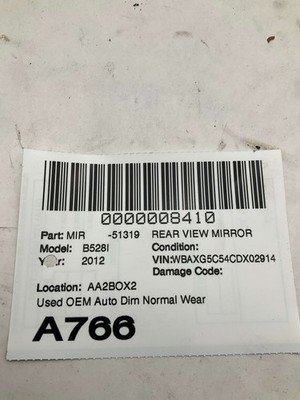 0000008410
Part: MIR -51319 REAR VIEW MIRROR
Model: B528I Condition:
Year: 2012 VIN:WBAXG5C54CDX02914
Damage Code:
Location: AA2BOX2
Used OEM Auto Dim Normal Wear
A766